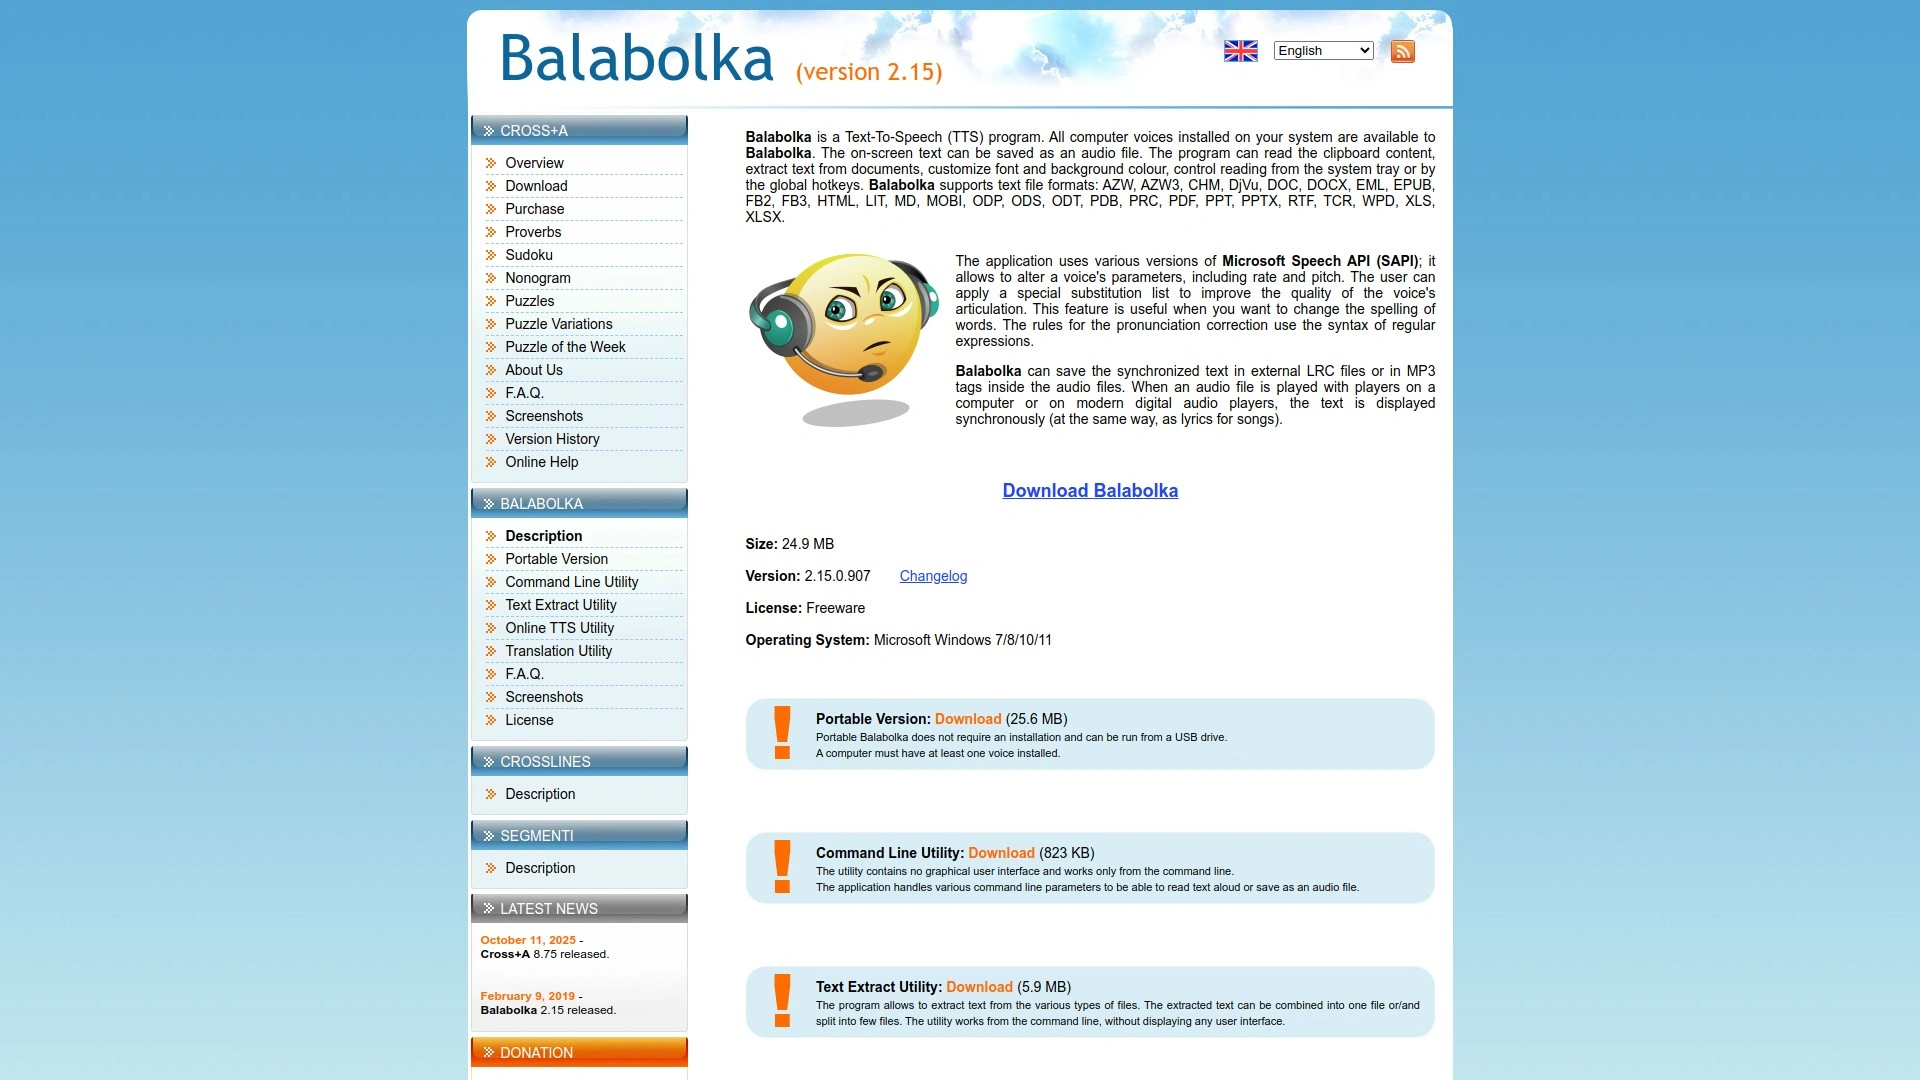 Balabolka (version 2.15)
English
CROSS+A
Overview
Download
Purchase
Proverbs
Sudoku
Nonogram
Puzzles
Puzzle Variations
Puzzle of the Week
About Us
F.A.Q.
Screenshots
Version History
Online Help
BALABOLKA
Description
Portable Version
Command Line Utility
Text Extract Utility
Online TTS Utility
Translation Utility
F.A.Q.
Screenshots
License
CROSSLINES
Description
SEGMENTI
Description
LATEST NEWS
October 11, 2025 -
Cross+A 8.75 released.
February 9, 2019 -
Balabolka 2.15 released.
DONATION
Balabolka is a Text-To-Speech (TTS) program. All computer voices installed on your system are available to
Balabolka. The on-screen text can be saved as an audio file. The program can read the clipboard content,
extract text from documents, customize font and background colour, control reading from the system tray or by
the global hotkeys. Balabolka supports text file formats: AZW, AZW3, CHM, DjVu, DOC, DOCX, EML, EPUB,
FB2, FB3, HTML, LIT, MD, MOBI, ODP, ODS, ODT, PDB, PRC, PDF, PPT, PPTX, RTF, TCR, WPD, XLS,
XLSX.
The application uses various versions of Microsoft Speech API (SAPI); it
allows to alter a voice's parameters, including rate and pitch. The user can
apply a special substitution list to improve the quality of the voice's
articulation. This feature is useful when you want to change the spelling of
words. The rules for the pronunciation correction use the syntax of regular
expressions.
Balabolka can save the synchronized text in external LRC files or in MP3
tags inside the audio files. When an audio file is played with players on a
computer or on modern digital audio players, the text is displayed
synchronously (at the same way, as lyrics for songs).
Download Balabolka
Size: 24.9 MB
Version: 2.15.0.907 Changelog
License: Freeware
Operating System: Microsoft Windows 7/8/10/11
Portable Version: Download (25.6 MB)
Portable Balabolka does not require an installation and can be run from a USB drive.
A computer must have at least one voice installed.
Command Line Utility: Download (823 KB)
The utility contains no graphical user interface and works only from the command line.
The application handles various command line parameters to be able to read text aloud or save as an audio file.
Text Extract Utility: Download (5.9 MB)
The program allows to extract text from the various types of files. The extracted text can be combined into one file or/and
split into few files. The utility works from the command line, without displaying any user interface.